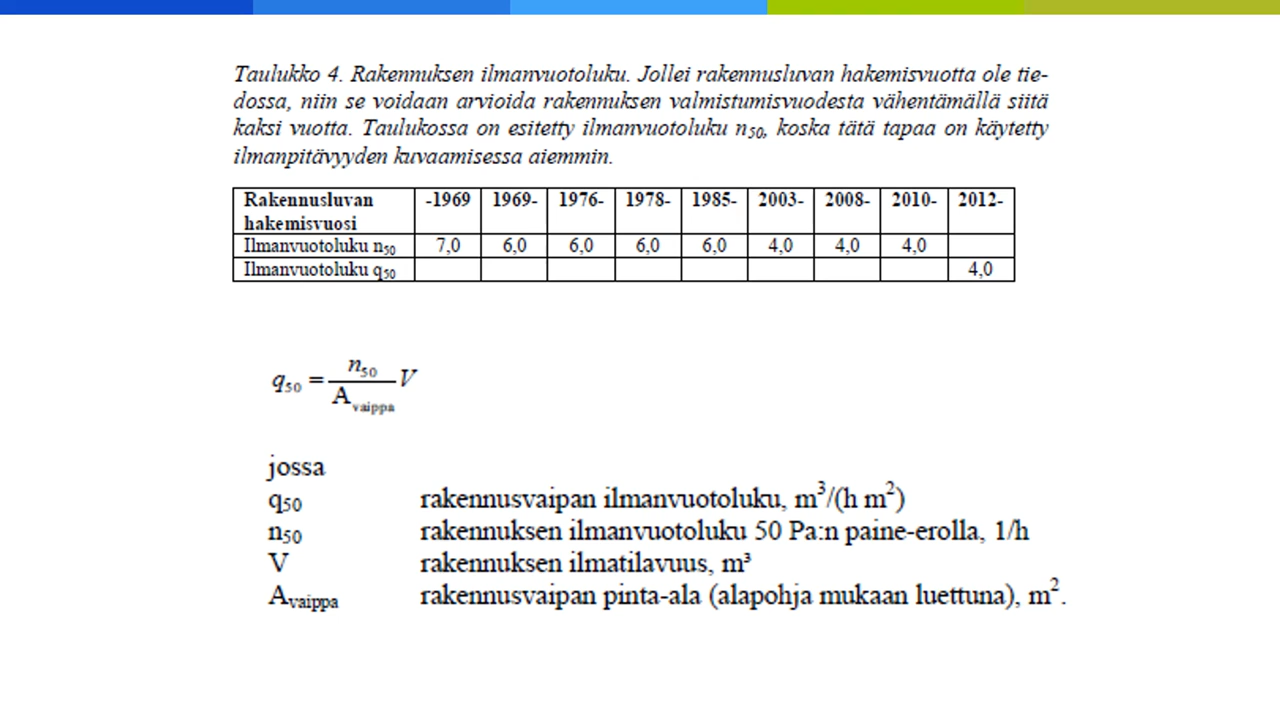 Taulukko 4. Rakennuksen ilmanvuotoluku. Jollei rakennusluvan hakemisvuotta ole tie-
dossa, niin se voidaan arvioida rakennuksen valmistumisvuodesta vähentämällä siitä
kaksi vuotta. Taulukossa on esitetty ilmanvuotoluku n50, koska tätä tapaa on käytetty
ilmanpitävyyden kuvaamisessa aiemmin.
Rakennusluvan hakemisvuosi -1969 1969- 1976- 1978- 1985- 2003- 2008- 2010- 2012-
Ilmanvuotoluku n50 7,0 6,0 6,0 6,0 6,0 4,0 4,0 4,0
Ilmanvuotoluku q50 4,0
q50 = n50 / Avaippa V
jossa
q50 rakennusvaipan ilmanvuotoluku, m³/(h m²)
n50 rakennuksen ilmanvuotoluku 50 Pa:n paine-erolla, 1/h
V rakennuksen ilmatilavuus, m³
Avaippa rakennusvaipan pinta-ala (alapohja mukaan luettuna), m².